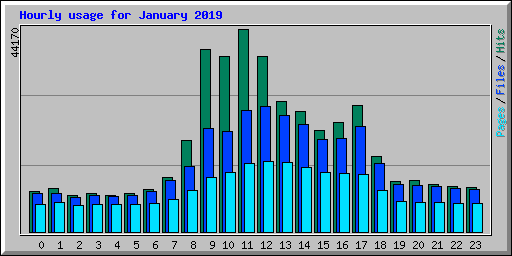 Hourly usage for January 2019
44170
Pages / Files / Hits
0 1 2 3 4 5 6 7 8 9 10 11 12 13 14 15 16 17 18 19 20 21 22 23